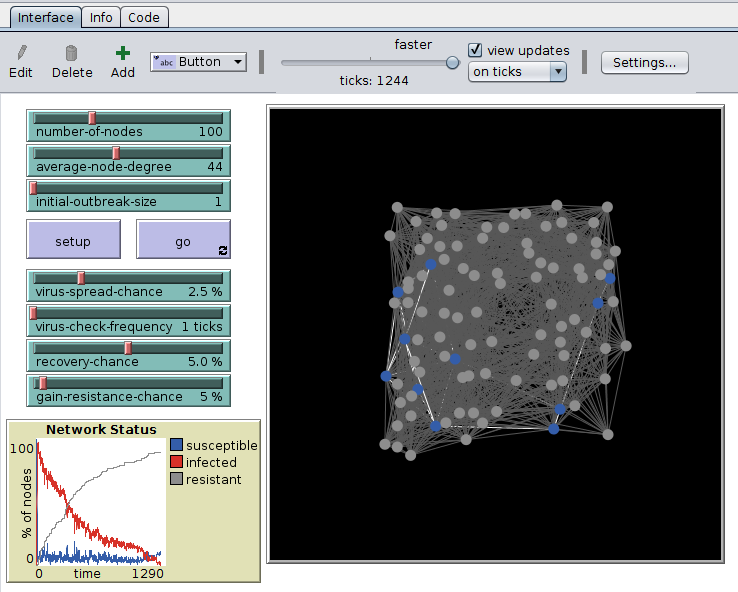 Interface Info Code
faster
Edit Delete Add abc Button view updates
ticks: 1244 on ticks Settings...
number-of-nodes 100
average-node-degree 44
initial-outbreak-size 1
setup go
virus-spread-chance 2.5 %
virus-check-frequency 1 ticks
recovery-chance 5.0 %
gain-resistance-chance 5 %
Network Status
100
% of nodes
0
0 time 1290
susceptible
infected
resistant